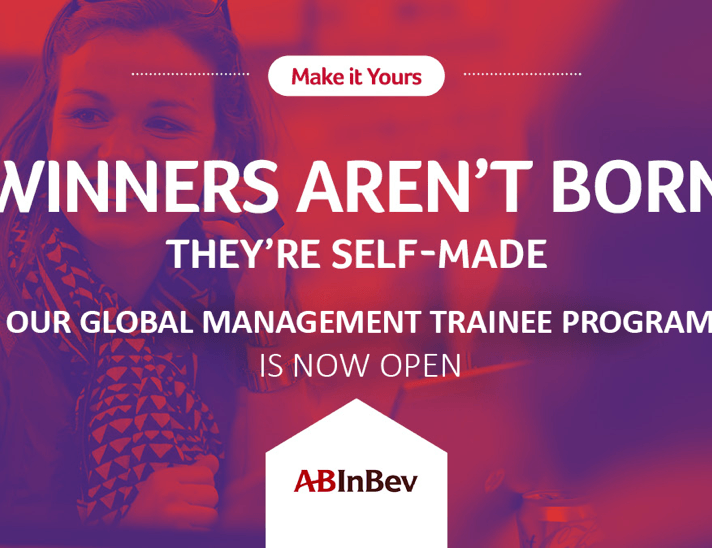 Make it Yours
WINNERS AREN'T BORN
THEY'RE SELF-MADE
OUR GLOBAL MANAGEMENT TRAINEE PROGRAM
IS NOW OPEN
ABInBev